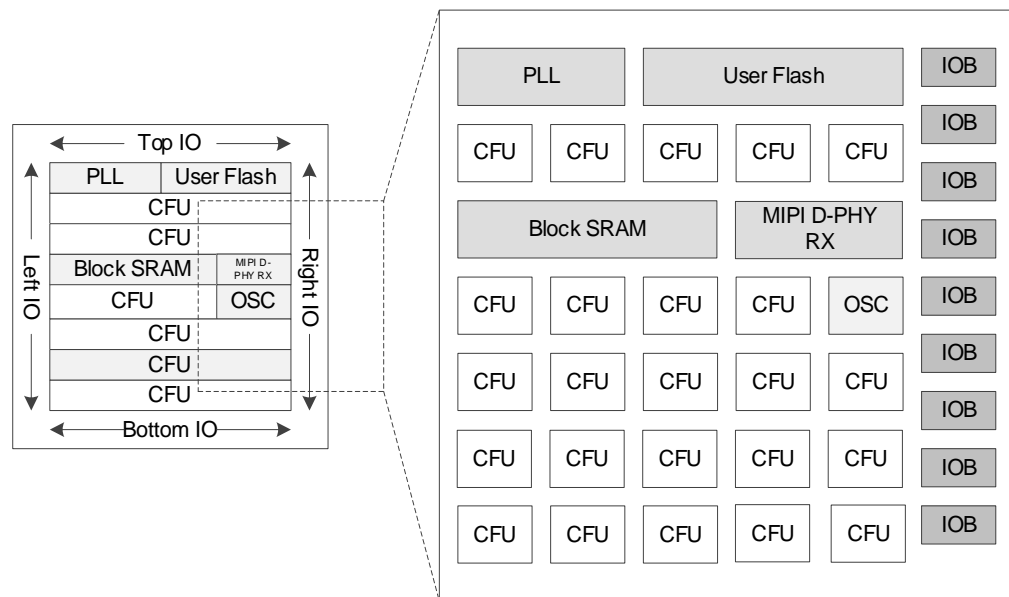 Top IO
PLL User Flash
CFU
CFU
Block SRAM MIPI D-
PHY RX
CFU OSC
CFU
CFU
CFU
Bottom IO
Left IO
Right IO
PLL User Flash IOB
IOB
CFU CFU CFU CFU CFU
IOB
Block SRAM MIPI D-PHY
RX
IOB
CFU CFU CFU CFU OSC IOB
IOB
CFU CFU CFU CFU CFU
IOB
CFU CFU CFU CFU CFU IOB
CFU CFU CFU CFU CFU IOB